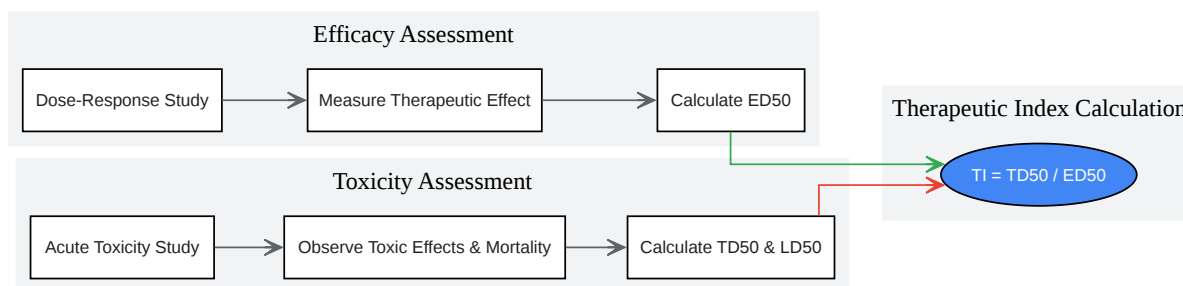 Efficacy Assessment
Dose-Response Study
Measure Therapeutic Effect
Calculate ED50
Therapeutic Index Calculation
TI = TD50 / ED50
Toxicity Assessment
Acute Toxicity Study
Observe Toxic Effects & Mortality
Calculate TD50 & LD50